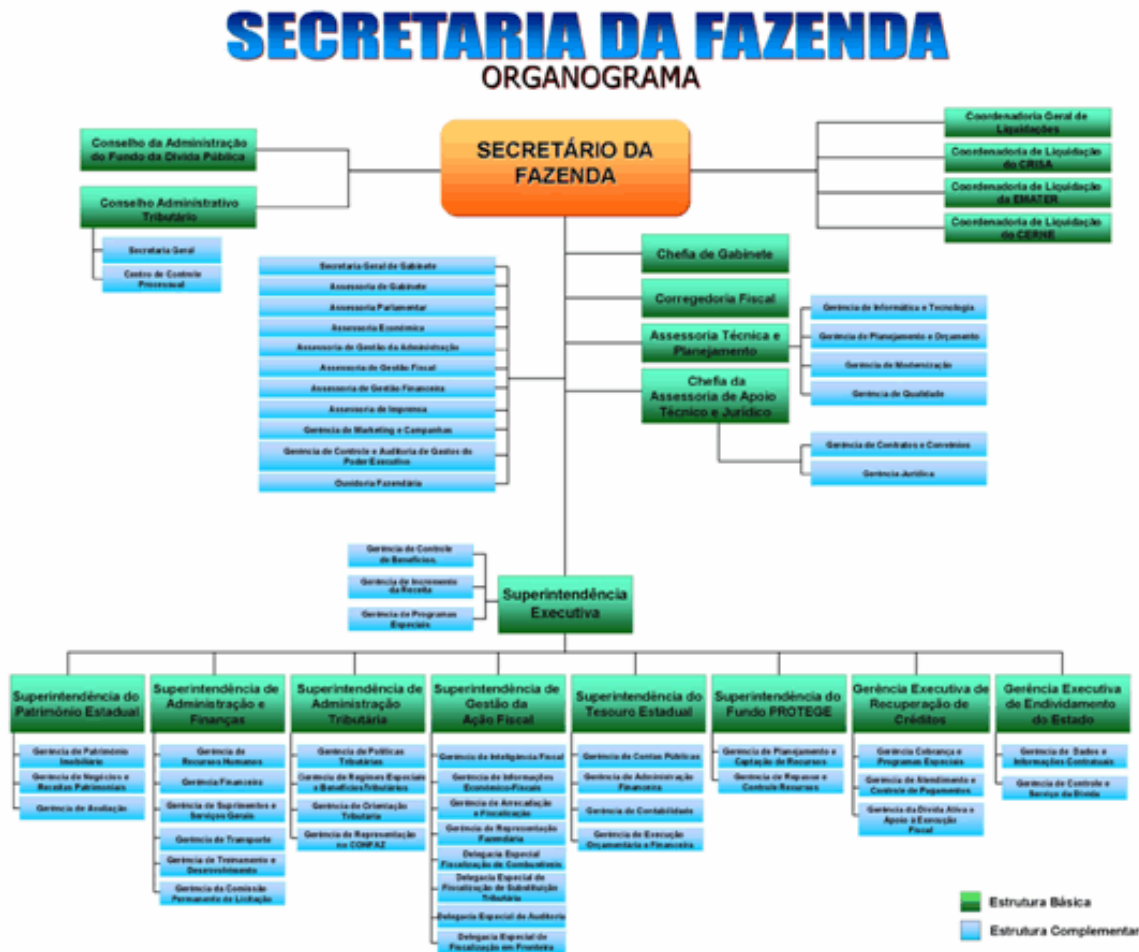 SECRETARIA DA FAZENDA
ORGANOGRAMA
SECRETÁRIO DA
FAZENDA
Conselho da Administração
do Fundo da Dívida Pública
Conselho Administrativo
Tributário
Secretaria Geral
Centro de Controle
Processual
Coordenadoria Geral de
Liquidações
Coordenadoria de Liquidação
do CRISA
Coordenadoria de Liquidação
da EMATER
Coordenadoria de Liquidação
do CERNE
Secretaria Geral de Gabinete
Assessoria de Gabinete
Assessoria Parlamentar
Assessoria Econômica
Assessoria de Gestão da Administração
Assessoria de Gestão Fiscal
Assessoria de Gestão Financeira
Assessoria de Imprensa
Gerência de Marketing e Campanhas
Gerência de Controle e Auditoria de Gastos do
Poder Executivo
Ouvidoria Fazendária
Chefia de Gabinete
Corregedoria Fiscal
Assessoria Técnica e
Planejamento
Chefia da
Assessoria de Apoio
Técnico e Jurídico
Gerência de Informática e Tecnologia
Gerência de Planejamento e Orçamento
Gerência de Modernização
Gerência de Qualidade
Gerência de Contratos e Convênios
Gerência Jurídica
Gerência de Controle
de Benefícios,
Gerência de Incremento
da Receita
Gerência de Programas
Especiais
Superintendência
Executiva
Superintendência do
Patrimônio Estadual
Gerência de Patrimônio
Imobiliário
Gerência de Negócios e
Receitas Patrimoniais
Gerência de Avaliação
Superintendência de
Administração e
Finanças
Gerência de
Recursos Humanos
Gerência Financeira
Gerência de Suprimentos e
Serviços Gerais
Gerência de Transporte
Gerência de Treinamento e
Desenvolvimento
Gerência da Comissão
Permanente de Licitação
Superintendência de
Administração
Tributária
Gerência de Políticas
Tributárias
Gerência de Regimes Especiais
e Benefícios Tributários
Gerência de Orientação
Tributaria
Gerência de Representação
no CONFAZ
Superintendência de
Gestão da
Ação Fiscal
Gerência de Inteligência Fiscal
Gerência de Informações
Econômico-Fiscais
Gerência de Arrecadação
e Fiscalização
Gerência de Representação
Fazendária
Delegacia Especial
Fiscalização de Combustíveis
Delegacia Especial de
Fiscalização de Substituição
Tributária
Delegacia Especial de Auditoria
Delegacia Especial de
Fiscalização em Fronteira
Superintendência do
Tesouro Estadual
Gerência de Contas Públicas
Gerência de Administração
Financeira
Gerência de Contabilidade
Gerência de Execução
Orçamentária e Financeira
Superintendência do
Fundo PROTEGE
Gerência de Planejamento e
Captação de Recursos
Gerência de Repasse e
Controle Recursos
Gerência Executiva de
Recuperação de
Créditos
Gerência Cobrança e
Programas Especiais
Gerência de Atendimento e
Controle de Pagamentos
Gerência da Dívida Ativa e
Apoio à Execução
Fiscal
Gerência Executiva
de Endividamento
do Estado
Gerência de Dados e
Informações Contratuais
Gerência de Controle e
Serviço da Dívida
Estrutura Básica
Estrutura Complementar